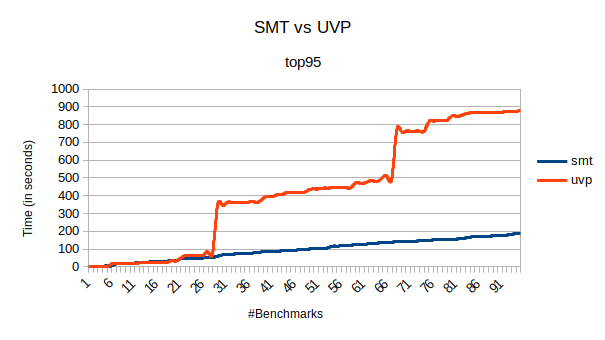 SMT vs UVP
top95
1000
900
800
700
600
500
400
300
200
100
0
Time (in seconds)
1 6 11 16 21 26 31 36 41 46 51 56 61 66 71 76 81 86 91
#Benchmarks
smt
uvp